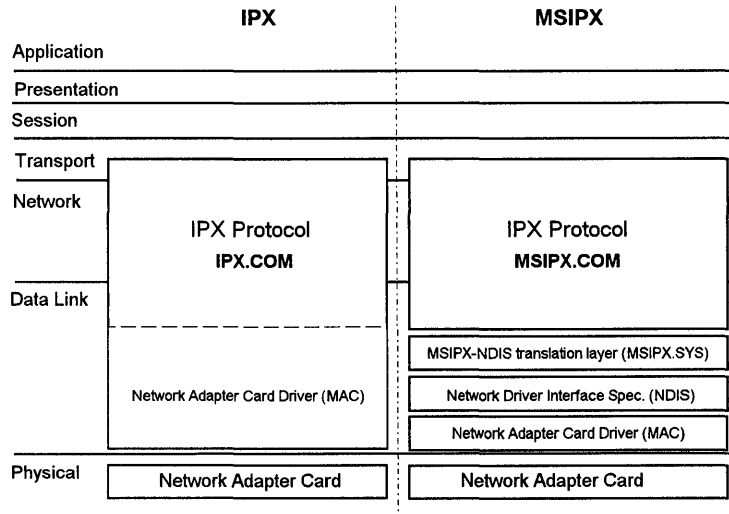 IPX
MSIPX
Application
Presentation
Session
Transport
Network
IPX Protocol
IPX.COM
IPX Protocol
MSIPX.COM
Data Link
MSIPX-NDIS translation layer (MSIPX.SYS)
Network Adapter Card Driver (MAC)
Network Driver Interface Spec. (NDIS)
Network Adapter Card Driver (MAC)
Physical
Network Adapter Card
Network Adapter Card